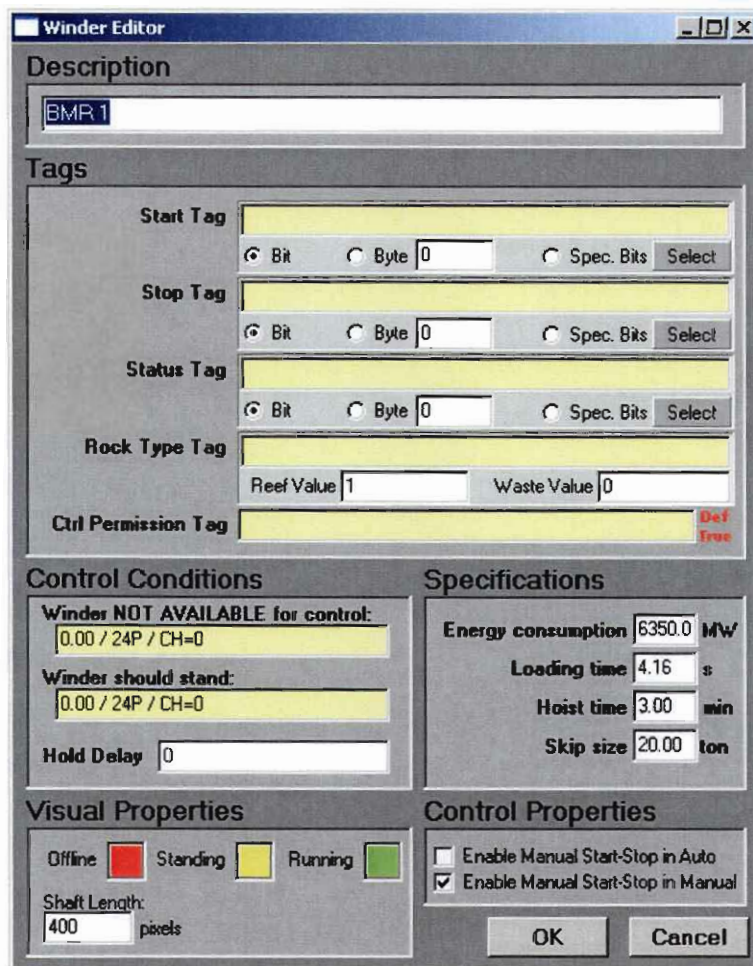 Winder Editor
Description
BMR 1
Tags
Start Tag
Bit Byte 0 Spec. Bits Select
Stop Tag
Bit Byte 0 Spec. Bits Select
Status Tag
Bit Byte 0 Spec. Bits Select
Rock Type Tag
Reef Value 1 Waste Value 0
Ctrl Permission Tag Def True
Control Conditions
Winder NOT AVAILABLE for control:
0.00 / 24P / CH=0
Winder should stand:
0.00 / 24P / CH=0
Hold Delay 0
Specifications
Energy consumption 6350.0 MW
Loading time 4.16 s
Hoist time 3.00 min
Skip size 20.00 ton
Visual Properties
Offline Standing Running
Shaft Length:
400 pixels
Control Properties
Enable Manual Start-Stop in Auto
Enable Manual Start-Stop in Manual
OK Cancel